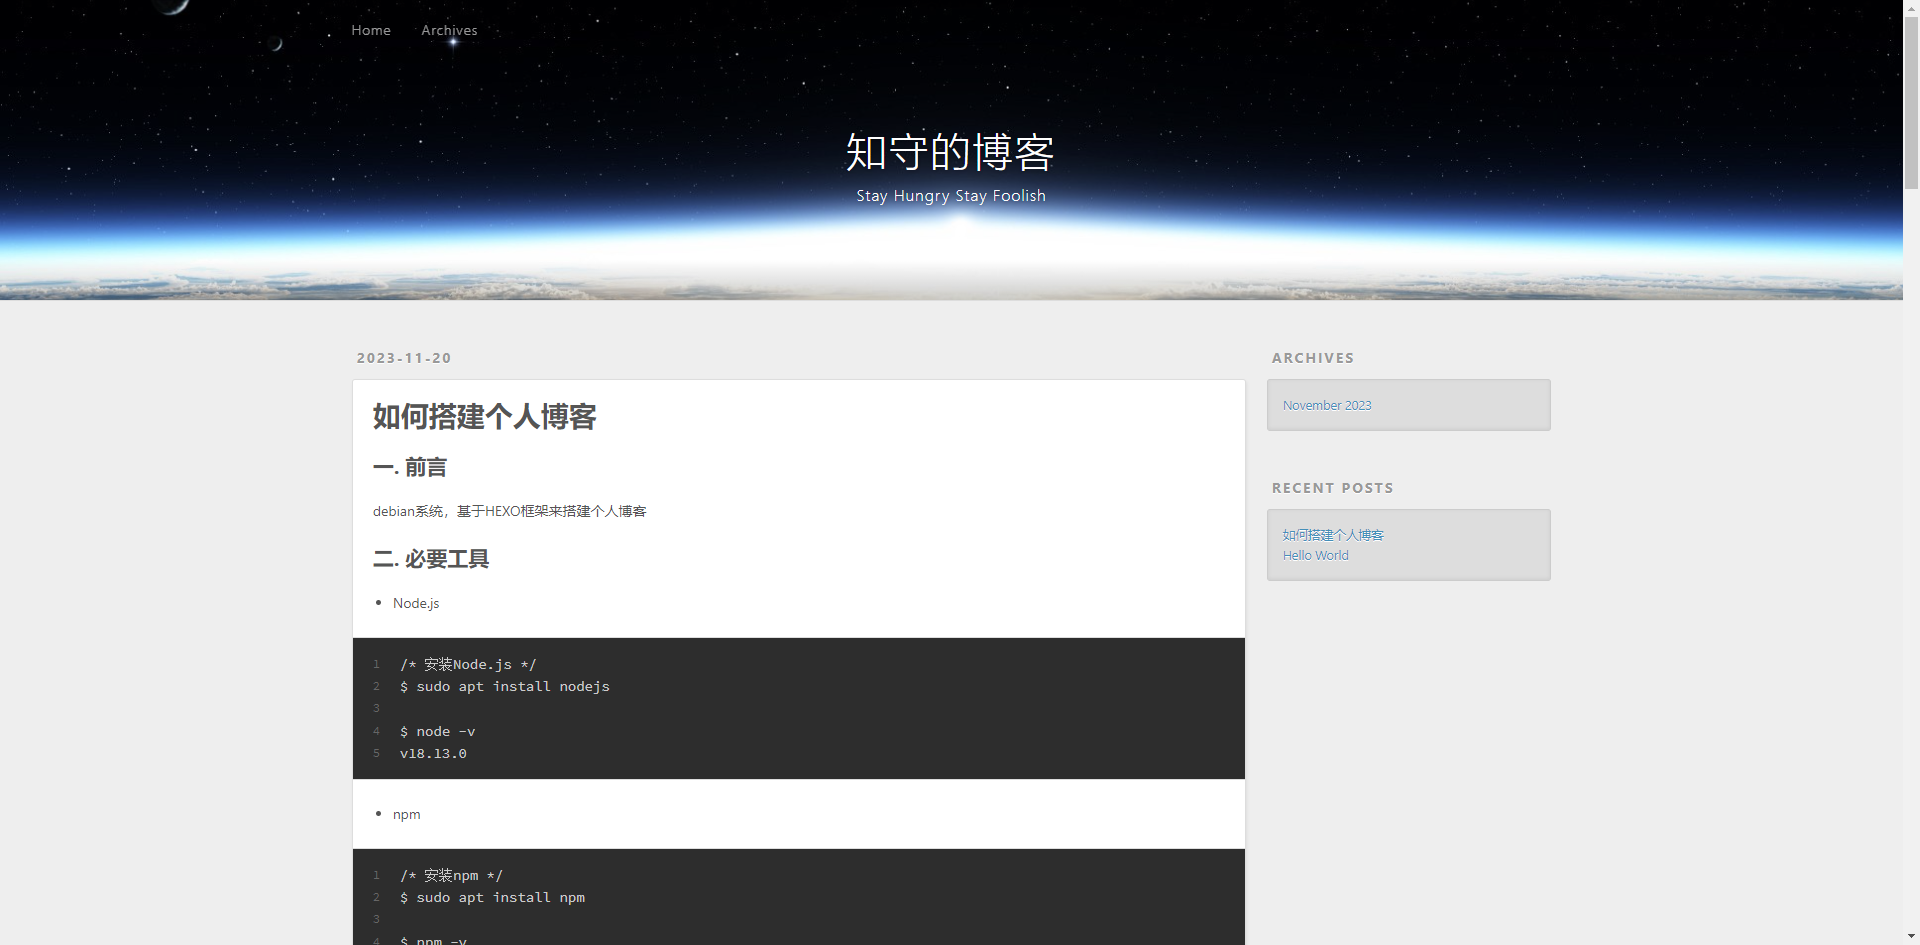 Home Archives
知守的博客
Stay Hungry Stay Foolish
2023-11-20
如何搭建个人博客
一. 前言
debian系统，基于HEXO框架来搭建个人博客
二. 必要工具
Node.js
1 /* 安装Node.js */
2 $ sudo apt install nodejs
3
4 $ node -v
5 v18.13.0
npm
1 /* 安装npm */
2 $ sudo apt install npm
3
4 $ npm -v
ARCHIVES
November 2023
RECENT POSTS
如何搭建个人博客
Hello World